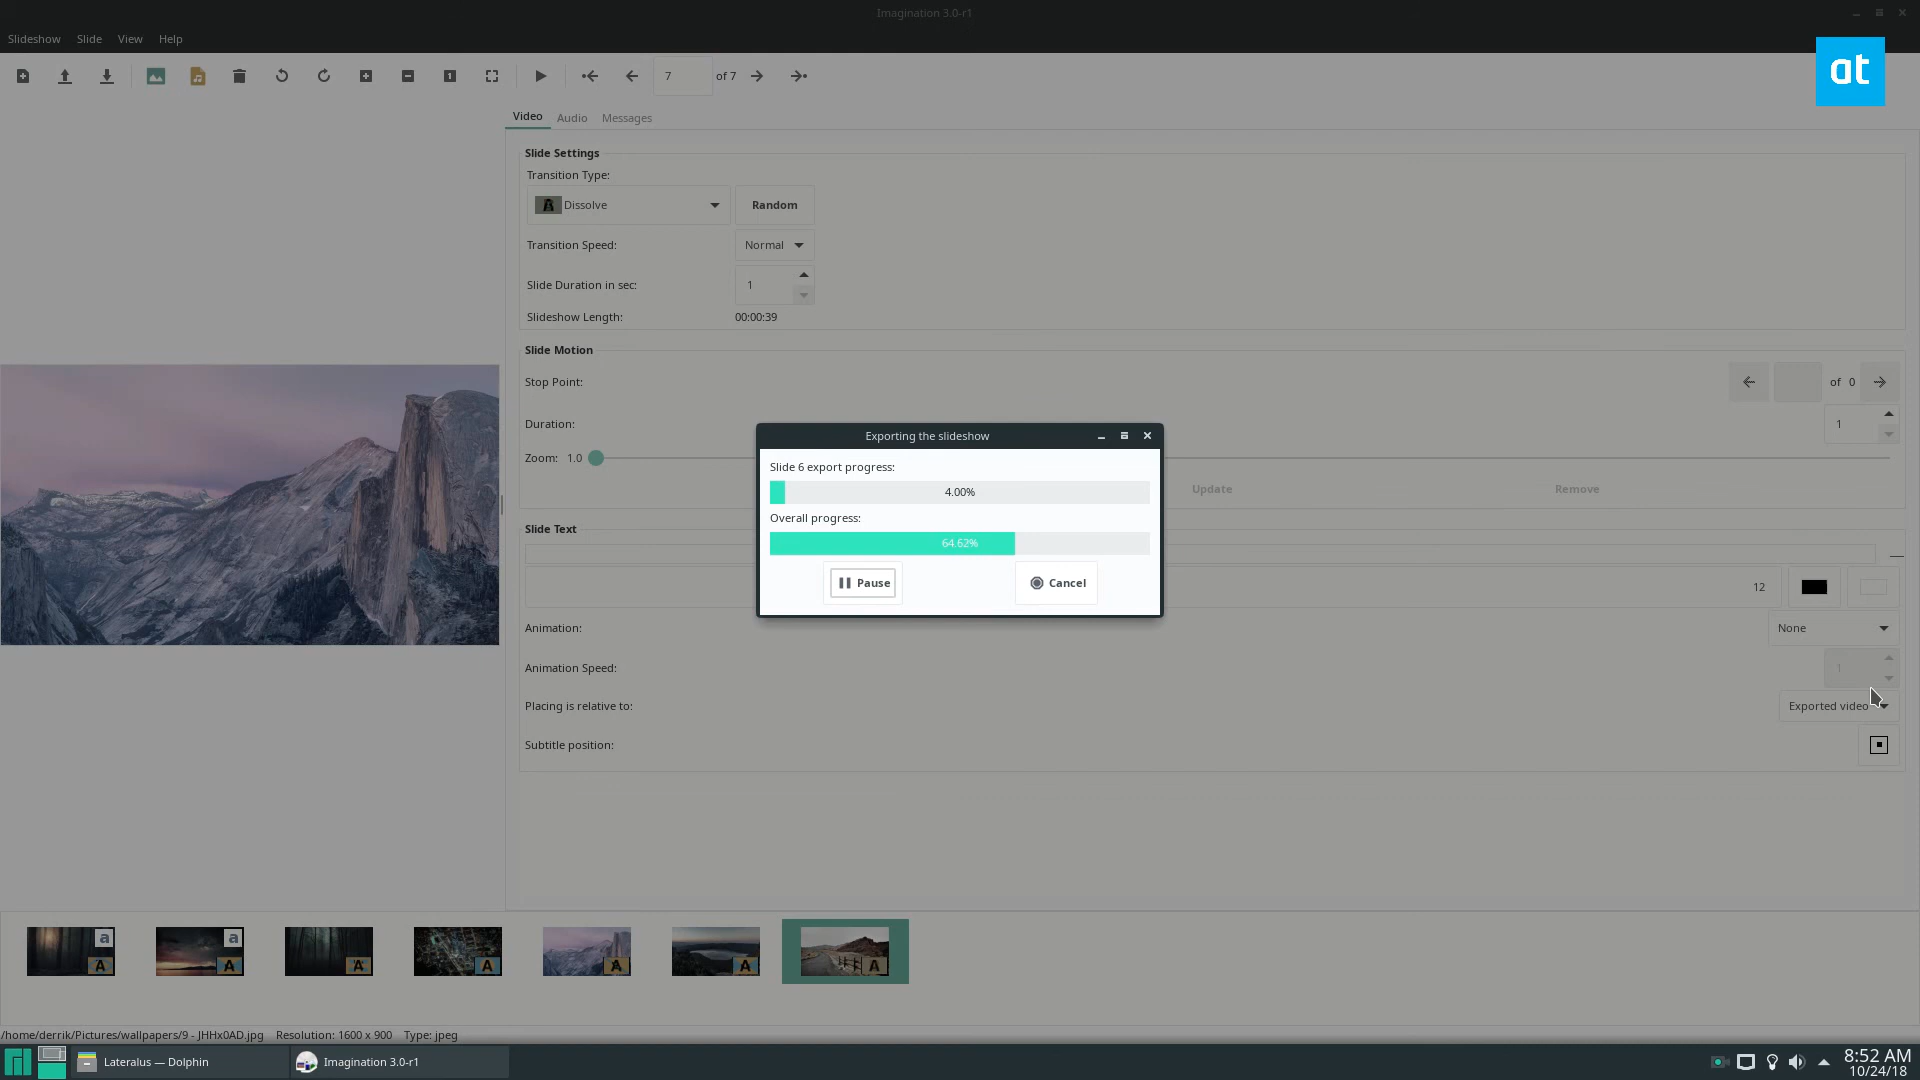 Imagination 3.0-r1
Slideshow Slide View Help
at
1 7 of 7
Video Audio Messages
Slide Settings
Transition Type:
A Dissolve Random
Transition Speed: Normal
Slide Duration in sec: 1
Slideshow Length: 00:00:39
Slide Motion
Stop Point: of 0
Duration: 1
Zoom: 1.0
Update Remove
Exporting the slideshow
Slide 6 export progress:
4.00%
Overall progress:
64.62%
Pause Cancel
Slide Text
12
Animation: None
Animation Speed: 1
Placing is relative to: Exported video
Subtitle position:
a a
A A A A A A A
/home/derrik/Pictures/wallpapers/9 - JHHx0AD.jpg Resolution: 1600 x 900 Type: jpeg
Lateralus — Dolphin Imagination 3.0-r1
8:52 AM
10/24/18